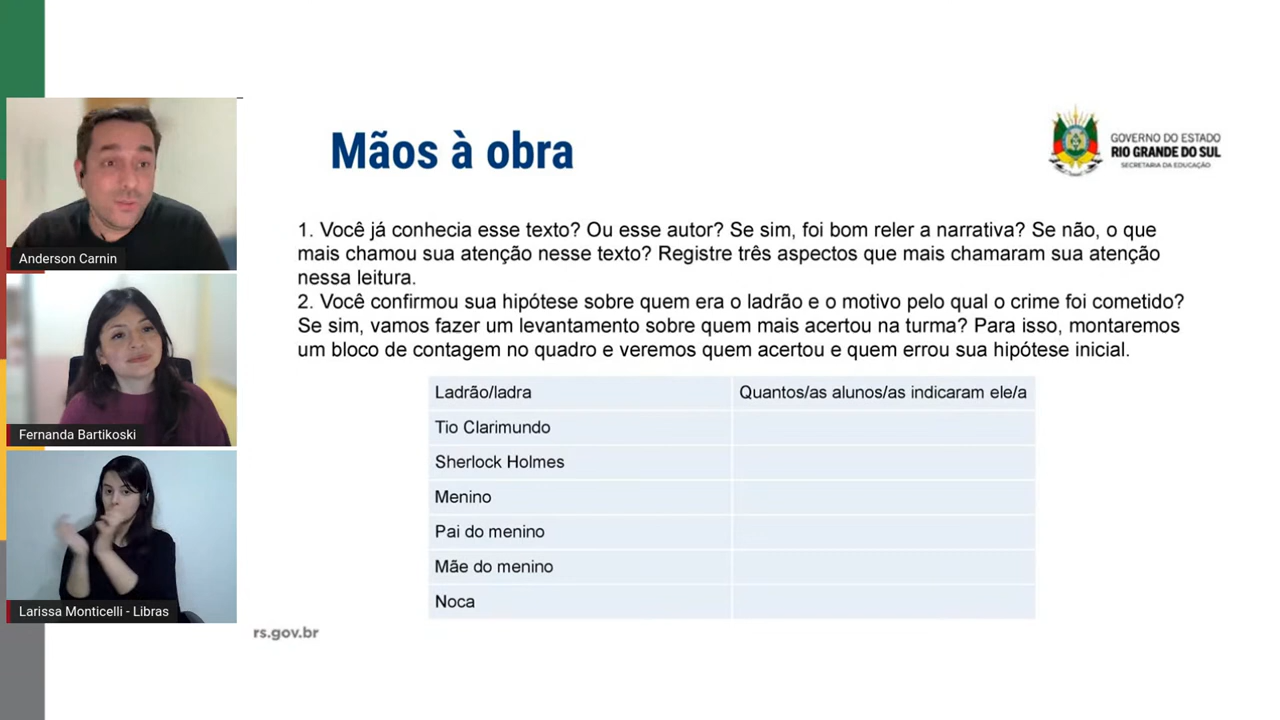 Mãos à obra
GOVERNO DO ESTADO
RIO GRANDE DO SUL
SECRETARIA DA EDUCAÇÃO
1. Você já conhecia esse texto? Ou esse autor? Se sim, foi bom reler a narrativa? Se não, o que
mais chamou sua atenção nesse texto? Registre três aspectos que mais chamaram sua atenção
nessa leitura.
2. Você confirmou sua hipótese sobre quem era o ladrão e o motivo pelo qual o crime foi cometido?
Se sim, vamos fazer um levantamento sobre quem mais acertou na turma? Para isso, montaremos
um bloco de contagem no quadro e veremos quem acertou e quem errou sua hipótese inicial.
Ladrão/ladra Quantos/as alunos/as indicaram ele/a
Tio Clarimundo
Sherlock Holmes
Menino
Pai do menino
Mãe do menino
Noca
rs.gov.br
Anderson Carnin
Fernanda Bartikoski
Larissa Monticelli - Libras